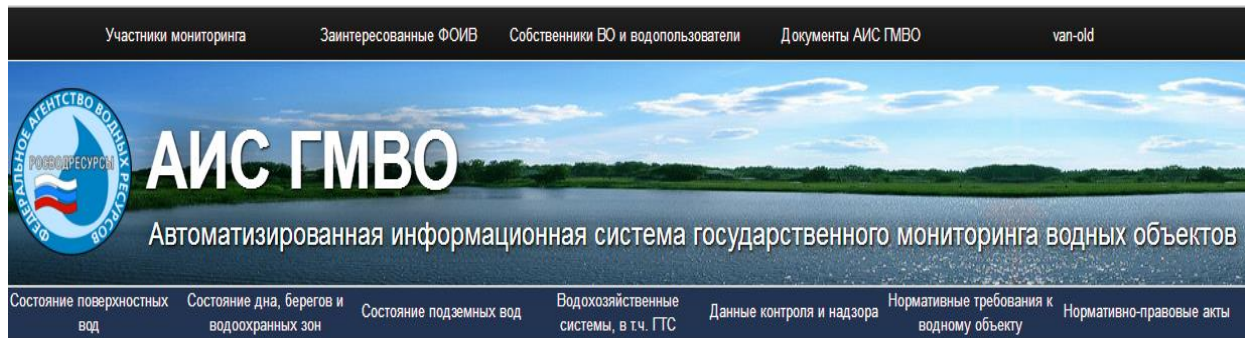 Участники мониторинга
Заинтересованные ФОИВ
Собственники ВО и водопользователи
Документы АИС ГМВО
van-old
ФЕДЕРАЛЬНОЕ АГЕНТСТВО ВОДНЫХ РЕСУРСОВ
РОСВОДРЕСУРСЫ
АИС ГМВО
Автоматизированная информационная система государственного мониторинга водных объектов
Состояние поверхностных
вод
Состояние дна, берегов и
водоохранных зон
Состояние подземных вод
Водохозяйственные
системы, в т.ч. ГТС
Данные контроля и надзора
Нормативные требования к
водному объекту
Нормативно-правовые акты